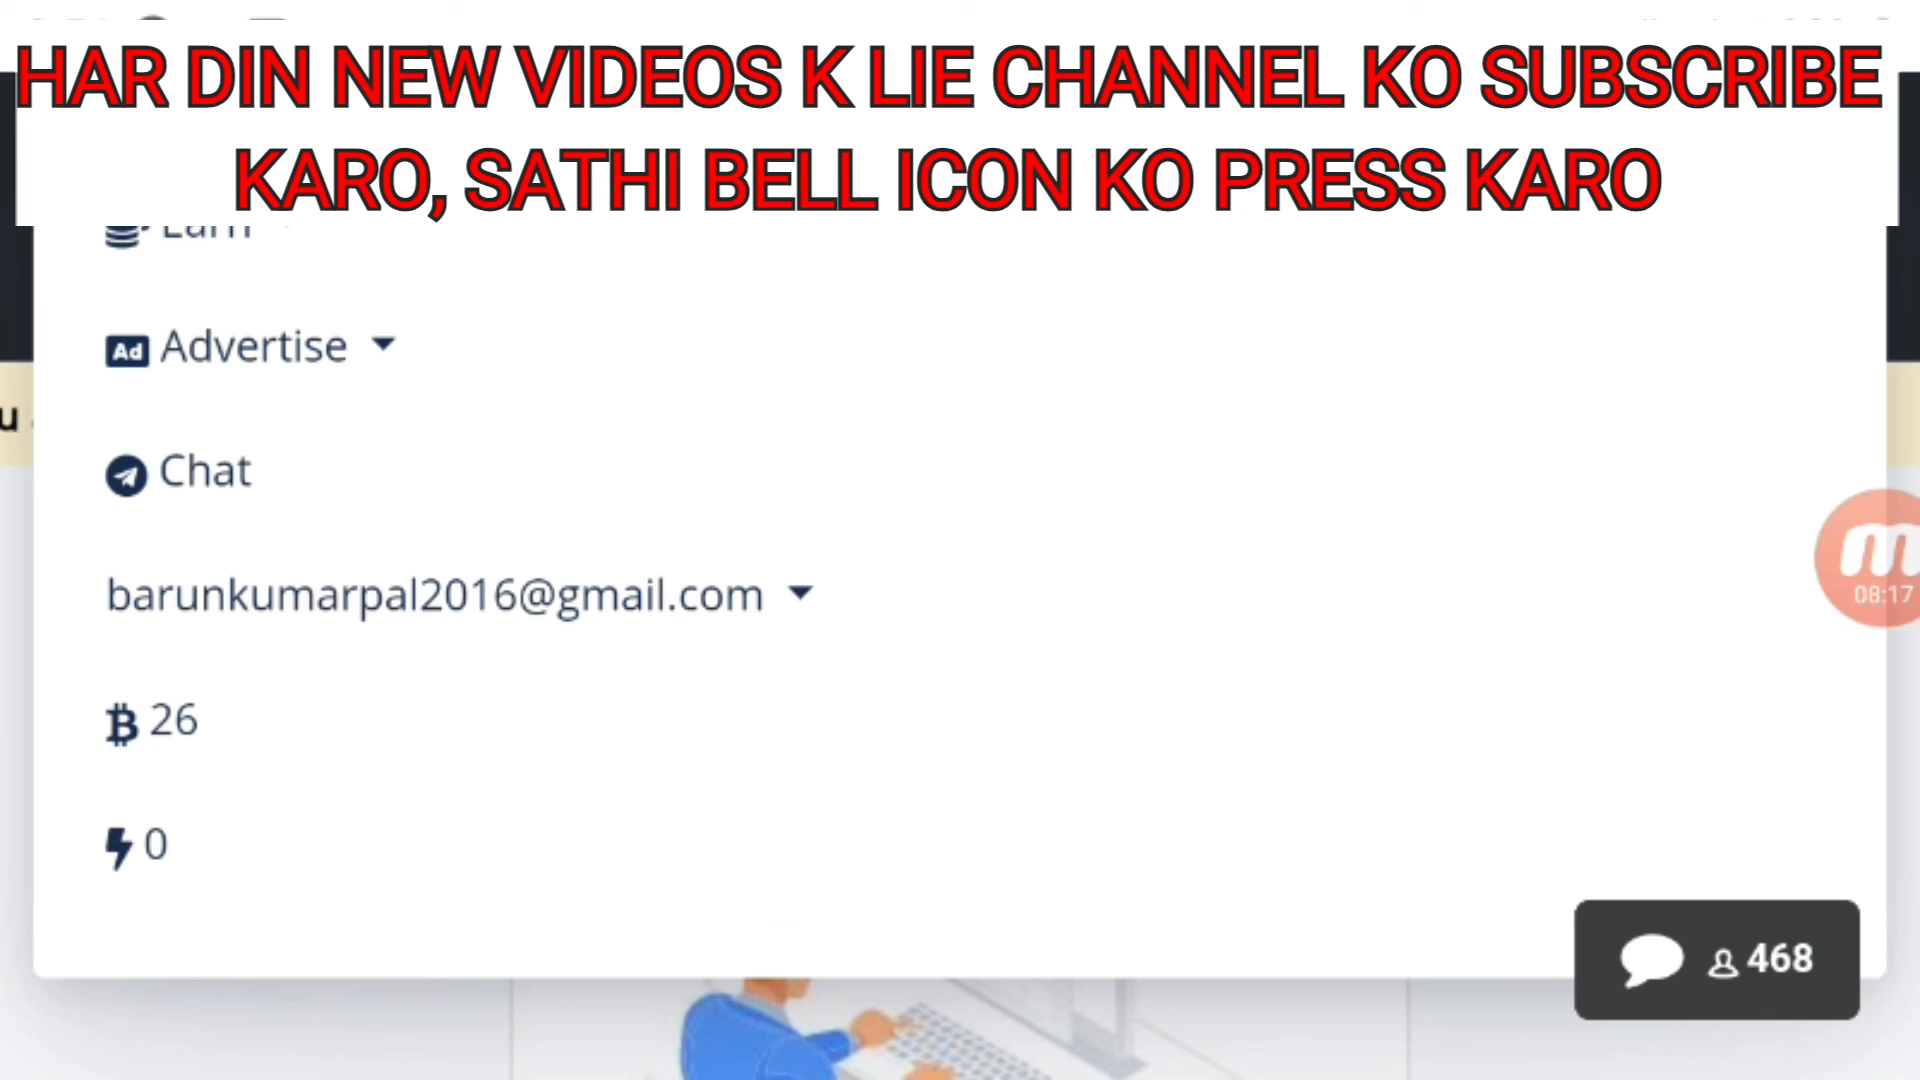 HAR DIN NEW VIDEOS K LIE CHANNEL KO SUBSCRIBE
KARO, SATHI BELL ICON KO PRESS KARO
Earn
Ad Advertise
u
Chat
barunkumarpal2016@gmail.com
08:17
26
0
468